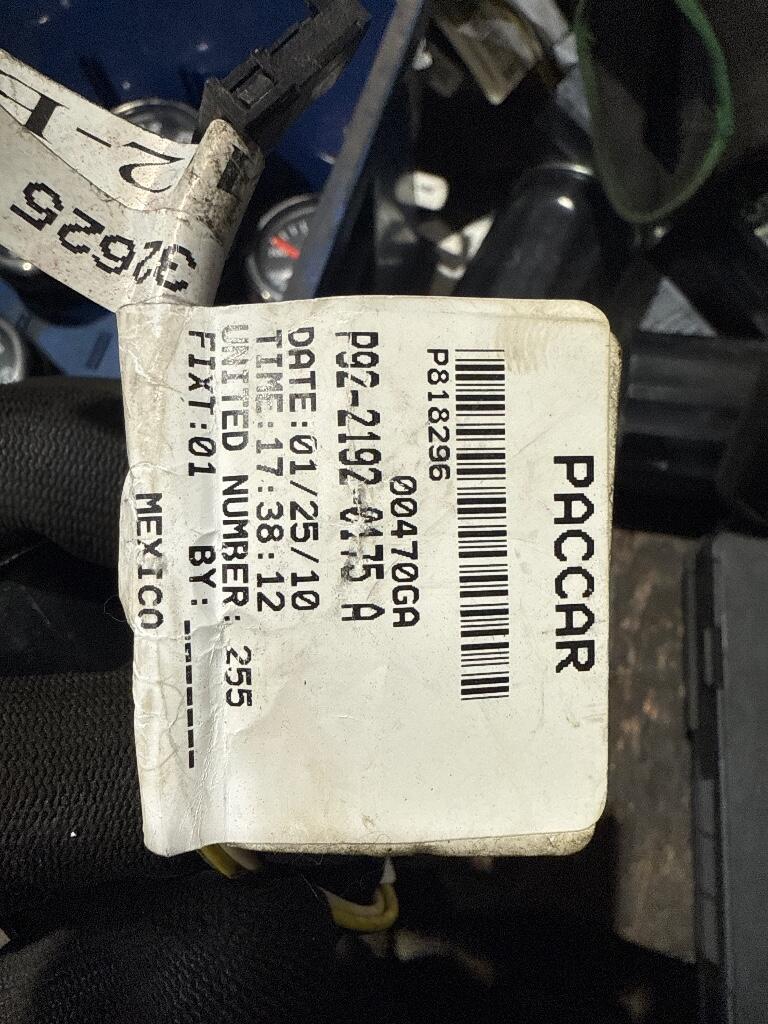 PACCAR
P818296
00470GA
P92-2192-0175 A
DATE:01/25/10
TIME:17:38:12
UNITED NUMBER: 255
FIXT:01 BY:_______
MEXICO